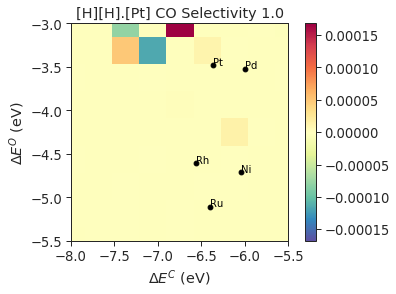 [H][H].[Pt] CO Selectivity 1.0
−3.0
−3.5
−4.0
−4.5
−5.0
−5.5
ΔE^O (eV)
Pt
Pd
Rh
Ni
Ru
−8.0 −7.5 −7.0 −6.5 −6.0 −5.5
ΔE^C (eV)
0.00015
0.00010
0.00005
0.00000
−0.00005
−0.00010
−0.00015